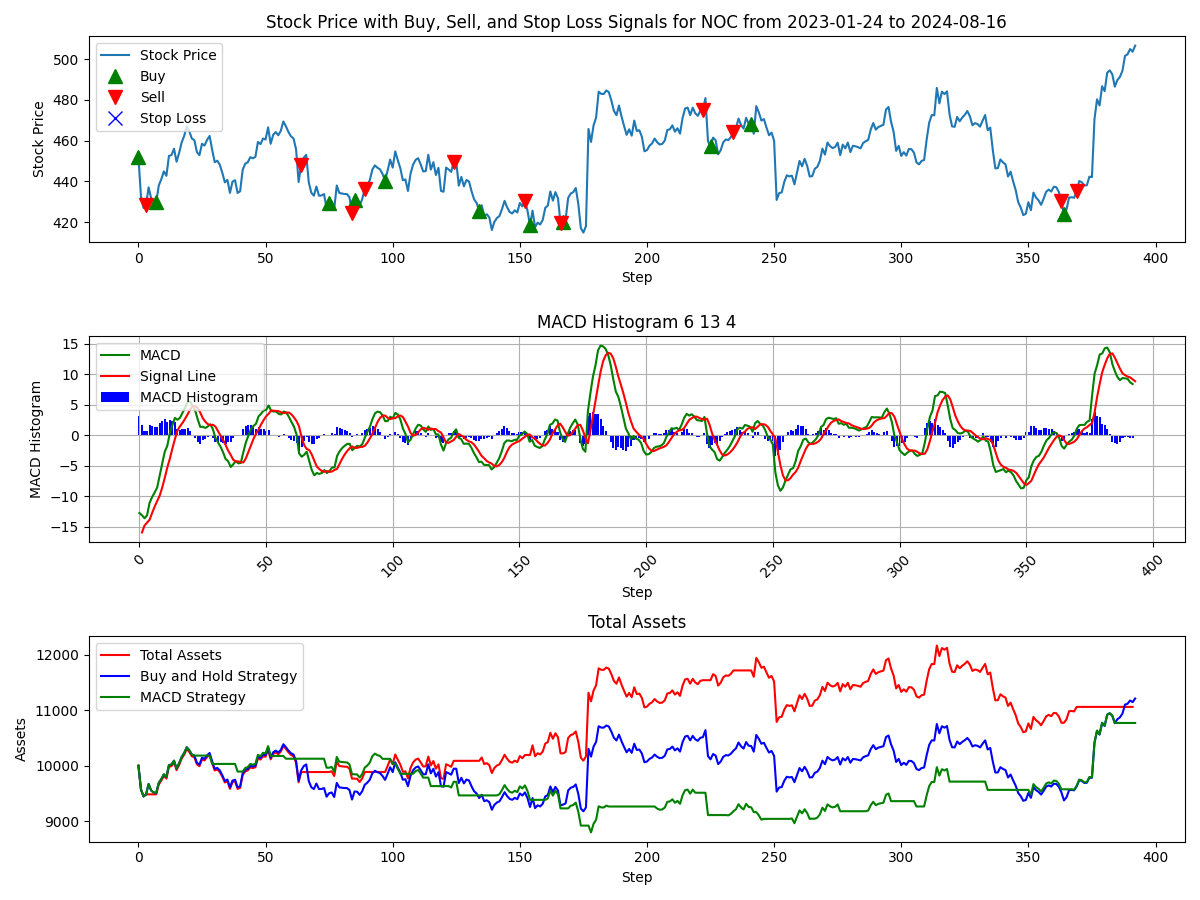 Stock Price with Buy, Sell, and Stop Loss Signals for NOC from 2023-01-24 to 2024-08-16
Stock Price
Buy
Sell
Stop Loss
Stock Price
500
480
460
440
420
0 50 100 150 200 250 300 350 400
Step
MACD Histogram 6 13 4
MACD
Signal Line
MACD Histogram
MACD Histogram
15
10
5
0
−5
−10
−15
0 50 100 150 200 250 300 350 400
Step
Total Assets
Total Assets
Buy and Hold Strategy
MACD Strategy
Assets
12000
11000
10000
9000
0 50 100 150 200 250 300 350 400
Step